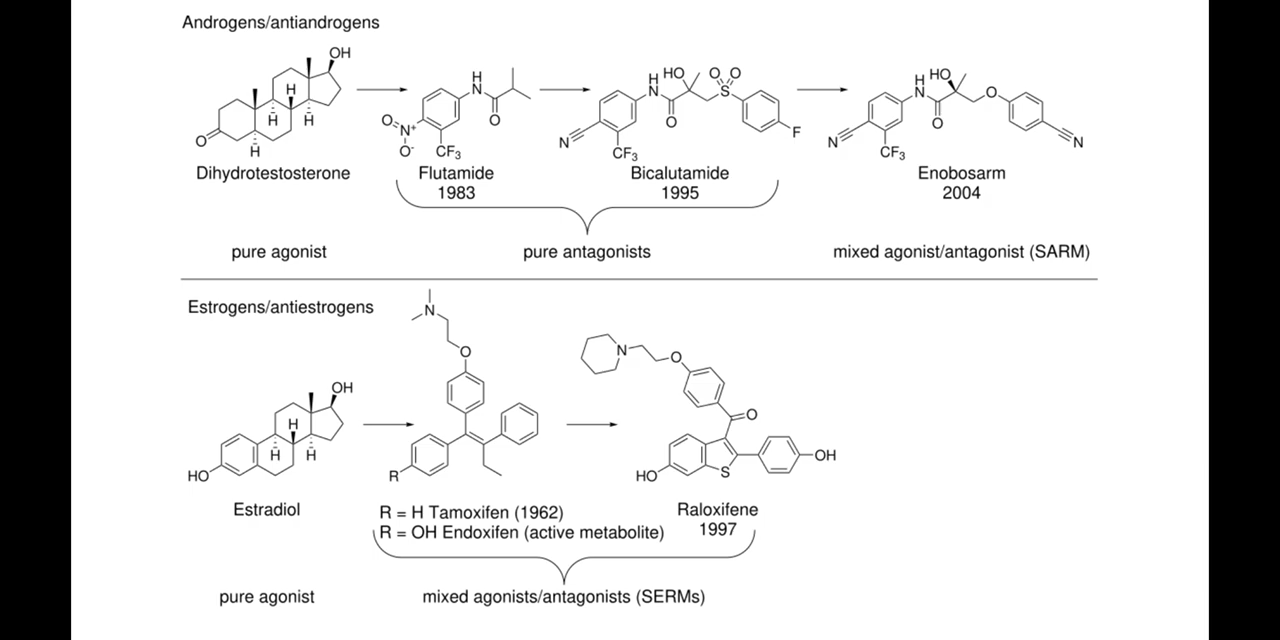 Androgens/antiandrogens
OH
H
H
H
H
O
Dihydrotestosterone
H
N
O
O
N+
O-
CF3
Flutamide
1983
HO
O
O
S
H
N
O
N
CF3
F
Bicalutamide
1995
HO
H
N
O
O
N
CF3
N
Enobosarm
2004
pure agonist
pure antagonists
mixed agonist/antagonist (SARM)
Estrogens/antiestrogens
OH
H
H
H
HO
Estradiol
N
O
R
R = H Tamoxifen (1962)
R = OH Endoxifen (active metabolite)
N
O
O
HO
S
OH
Raloxifene
1997
pure agonist
mixed agonists/antagonists (SERMs)